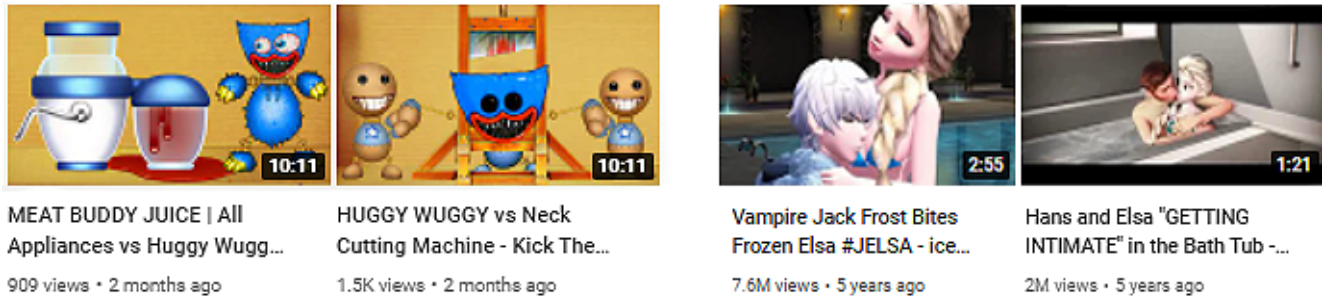 10:11
10:11
2:55
1:21
MEAT BUDDY JUICE | All
Appliances vs Huggy Wugg...
909 views • 2 months ago
HUGGY WUGGY vs Neck
Cutting Machine - Kick The...
1.5K views • 2 months ago
Vampire Jack Frost Bites
Frozen Elsa #JELSA - ice...
7.6M views • 5 years ago
Hans and Elsa "GETTING
INTIMATE" in the Bath Tub -...
2M views • 5 years ago